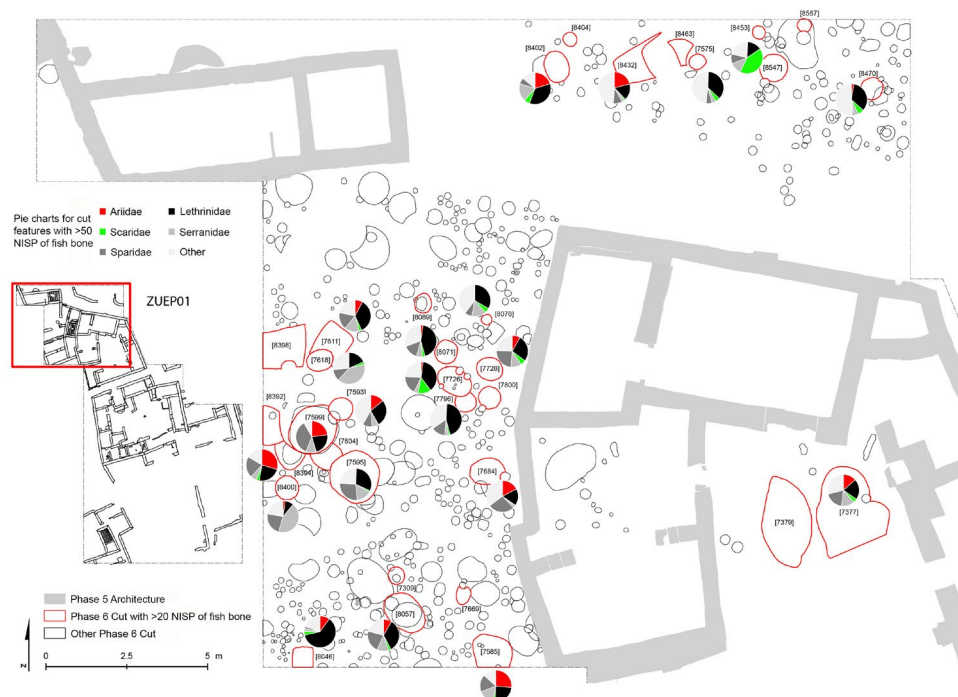 [8404]
[8402]
[8432]
[8463]
[7575]
[8453]
[8587]
[8547]
[8470]
Pie charts for cut
features with >50
NISP of fish bone
Ariidae
Lethrinidae
Scaridae
Serranidae
Sparidae
Other
ZUEP01
[8398]
[7611]
[7618]
[8089]
[8076]
[8071]
[7726]
[7728]
[7800]
[7796]
[8392]
[7593]
[7599]
[7604]
[8394]
[7595]
[8400]
[7684]
[7379]
[7377]
[7309]
[8057]
[7669]
[8046]
[7585]
Phase 5 Architecture
Phase 6 Cut with >20 NISP of fish bone
Other Phase 6 Cut
0
2.5
5
m
N